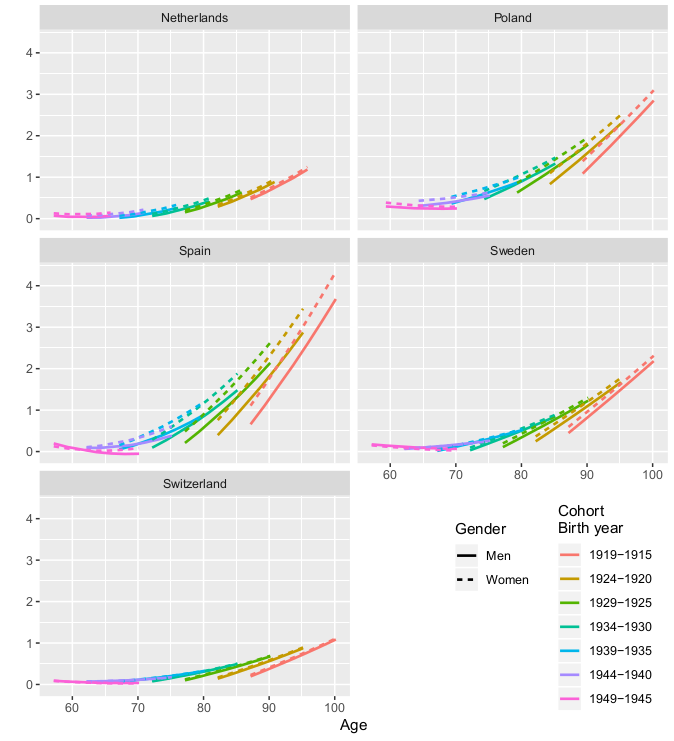 Netherlands
Poland
4
3
2
1
0
Spain
Sweden
4
3
2
1
0
60 70 80 90 100
Switzerland
4
3
2
1
0
60 70 80 90 100
Age
Gender
Men
Women
Cohort
Birth year
1919−1915
1924−1920
1929−1925
1934−1930
1939−1935
1944−1940
1949−1945